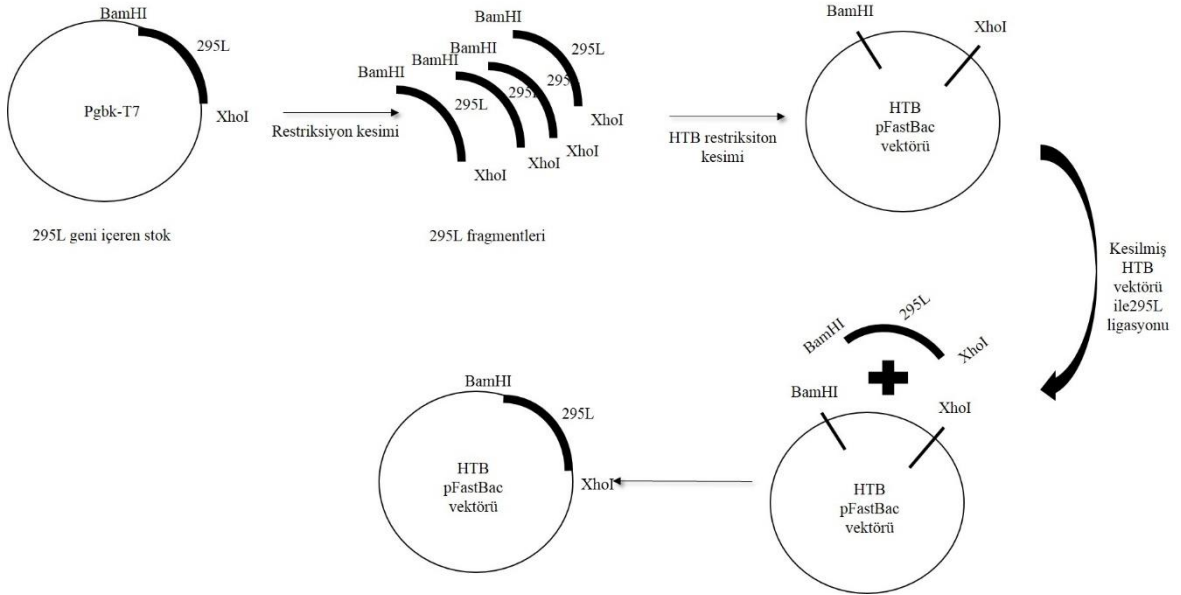 BamHI
295L
Pgbk-T7
XhoI
295L geni içeren stok
Restriksiyon kesimi
BamHI
295L
BamHI
295L
BamHI
295L
BamHI
295L
XhoI
XhoI
XhoI
XhoI
295L fragmentleri
HTB restriksiton
kesimi
BamHI
XhoI
HTB
pFastBac
vektörü
Kesilmiş
HTB
vektörü
ile295L
ligasyonu
BamHI
295L
XhoI
BamHI
XhoI
HTB
pFastBac
vektörü
BamHI
295L
HTB
pFastBac
vektörü
XhoI